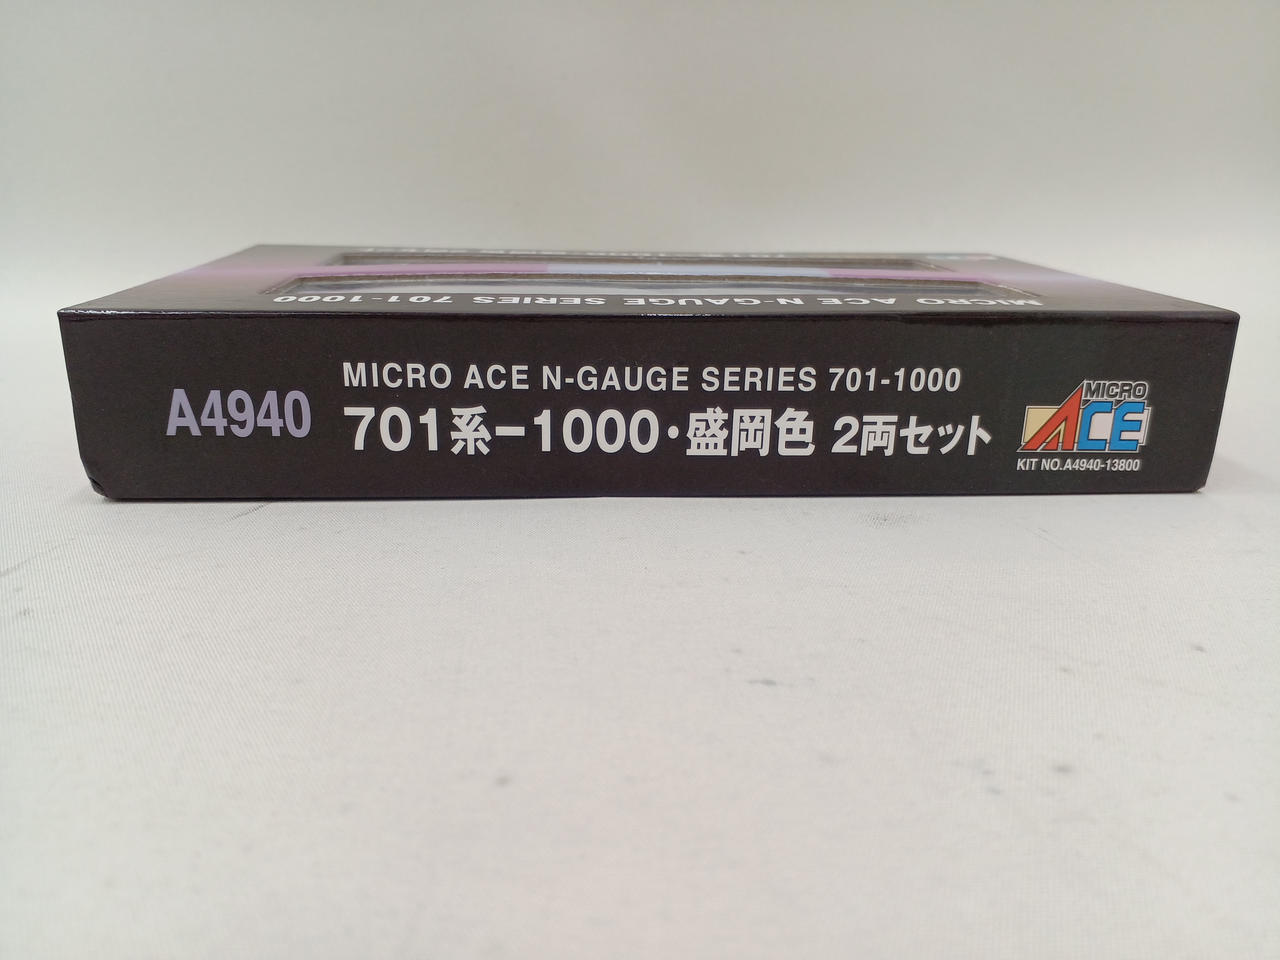 MICRO ACE N-GAUGE SERIES 701-1000
A4940
MICRO ACE N-GAUGE SERIES 701-1000
701系-1000・盛岡色 2両セット
MICRO
ACE
KIT NO.A4940-13800